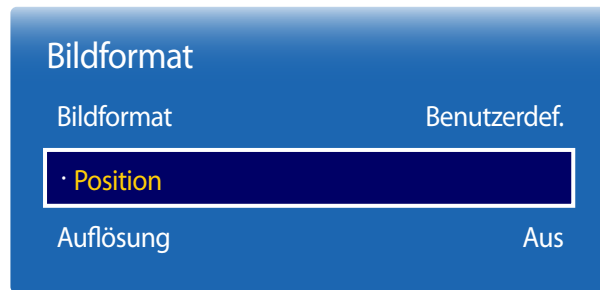 Bildformat
Bildformat Benutzerdef.
· Position
Auflösung Aus